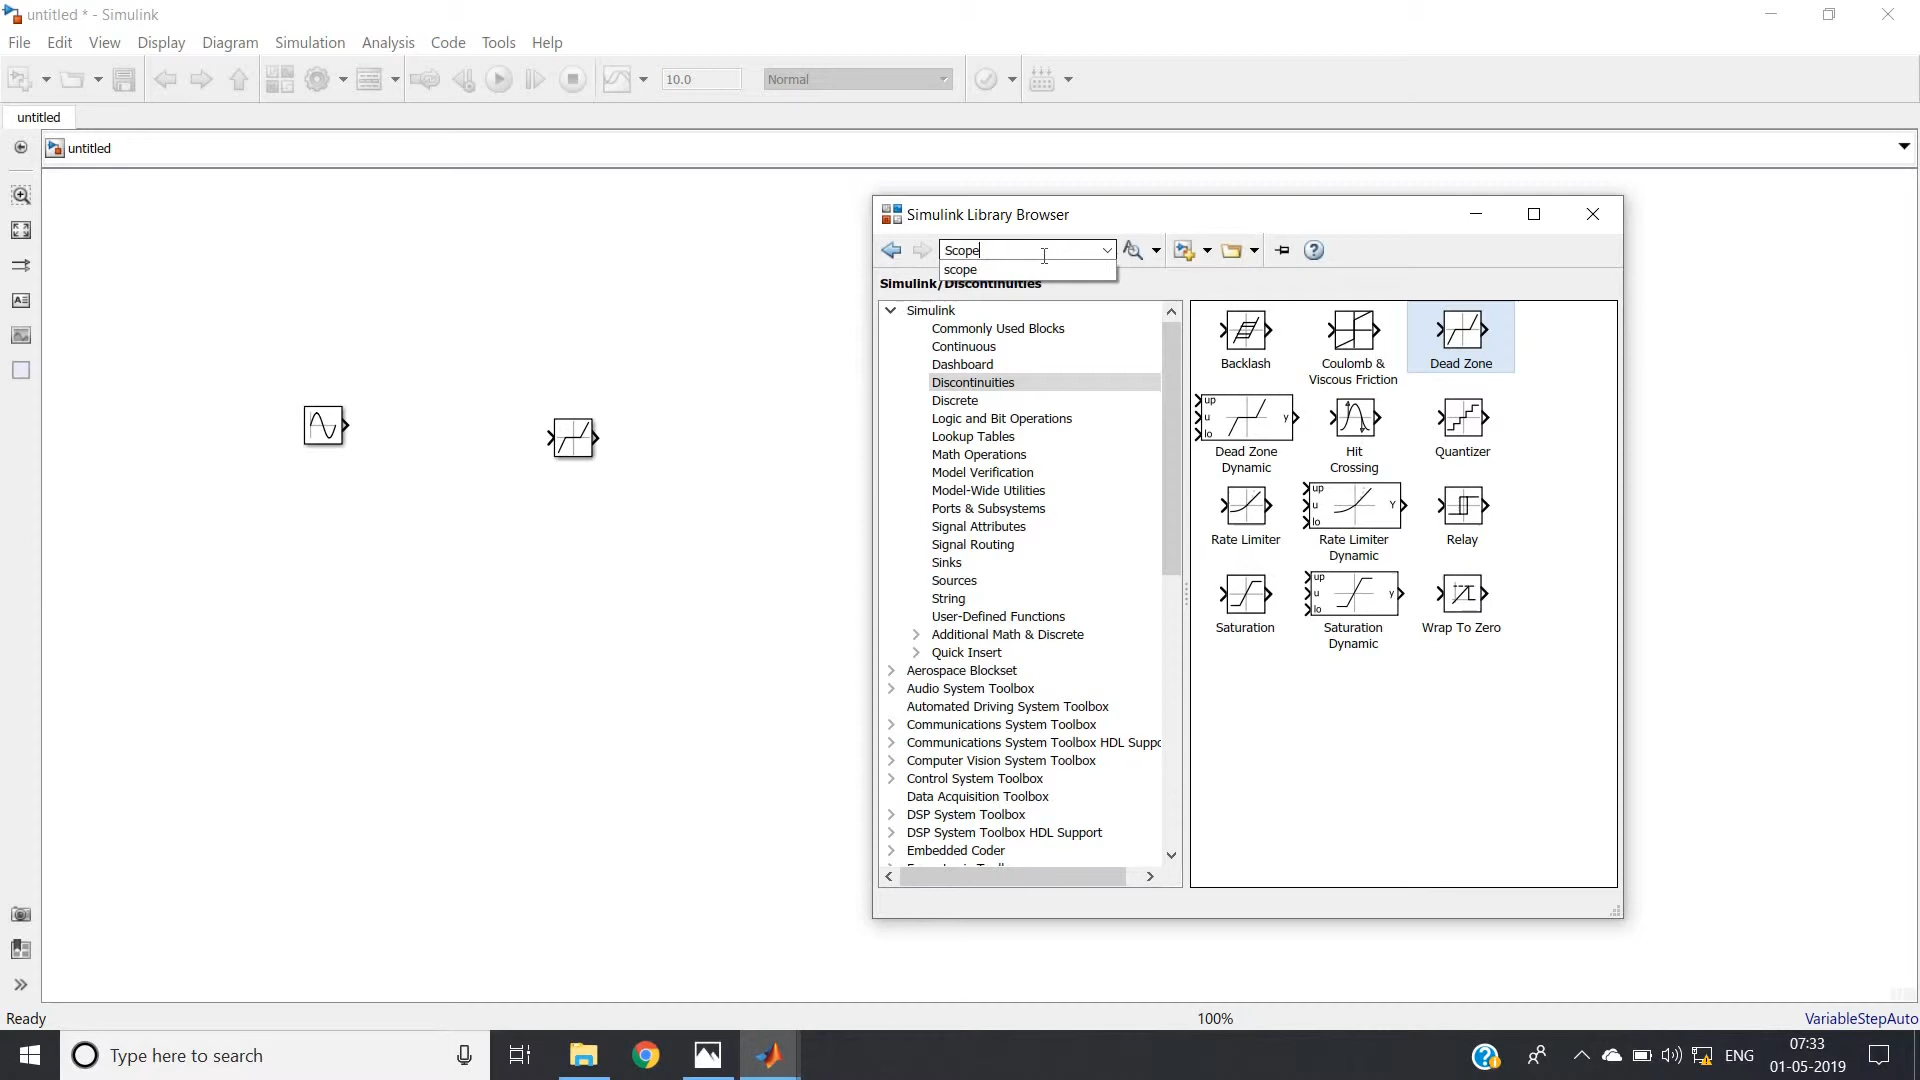 untitled * - Simulink
File Edit View Display Diagram Simulation Analysis Code Tools Help
10.0 Normal
untitled
untitled
Simulink Library Browser
Scope
scope
Simulink/Discontinuities
Simulink
Commonly Used Blocks
Continuous
Dashboard
Discontinuities
Discrete
Logic and Bit Operations
Lookup Tables
Math Operations
Model Verification
Model-Wide Utilities
Ports & Subsystems
Signal Attributes
Signal Routing
Sinks
Sources
String
User-Defined Functions
Additional Math & Discrete
Quick Insert
Aerospace Blockset
Audio System Toolbox
Automated Driving System Toolbox
Communications System Toolbox
Communications System Toolbox HDL Suppo
Computer Vision System Toolbox
Control System Toolbox
Data Acquisition Toolbox
DSP System Toolbox
DSP System Toolbox HDL Support
Embedded Coder
Backlash
Coulomb &
Viscous Friction
Dead Zone
up
u y
lo
Dead Zone
Dynamic
Hit
Crossing
Quantizer
Rate Limiter
up
u Y
lo
Rate Limiter
Dynamic
Relay
Saturation
up
u y
lo
Saturation
Dynamic
Wrap To Zero
Ready 100% VariableStepAuto
Type here to search
ENG
07:33
01-05-2019